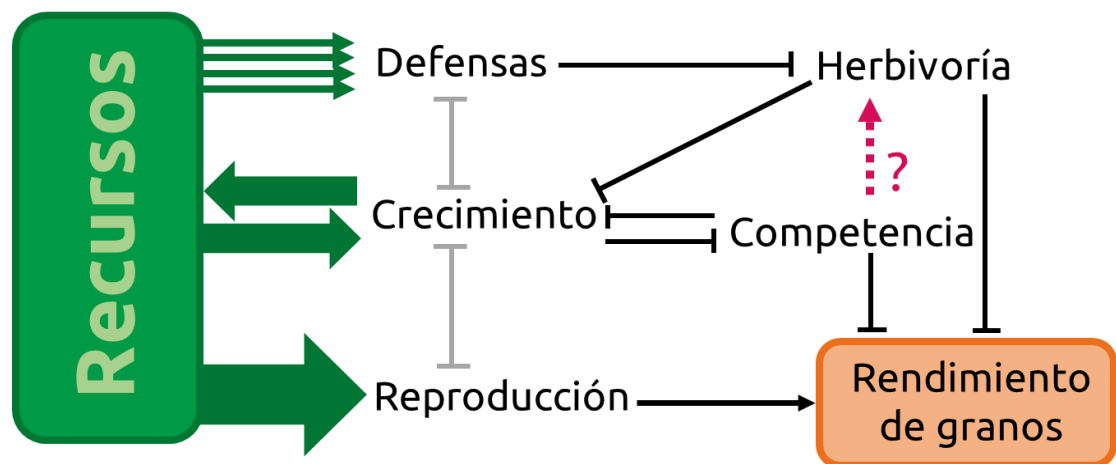 Recursos
Defensas
Herbivoría
?
Crecimiento
Competencia
Reproducción
Rendimiento
de granos